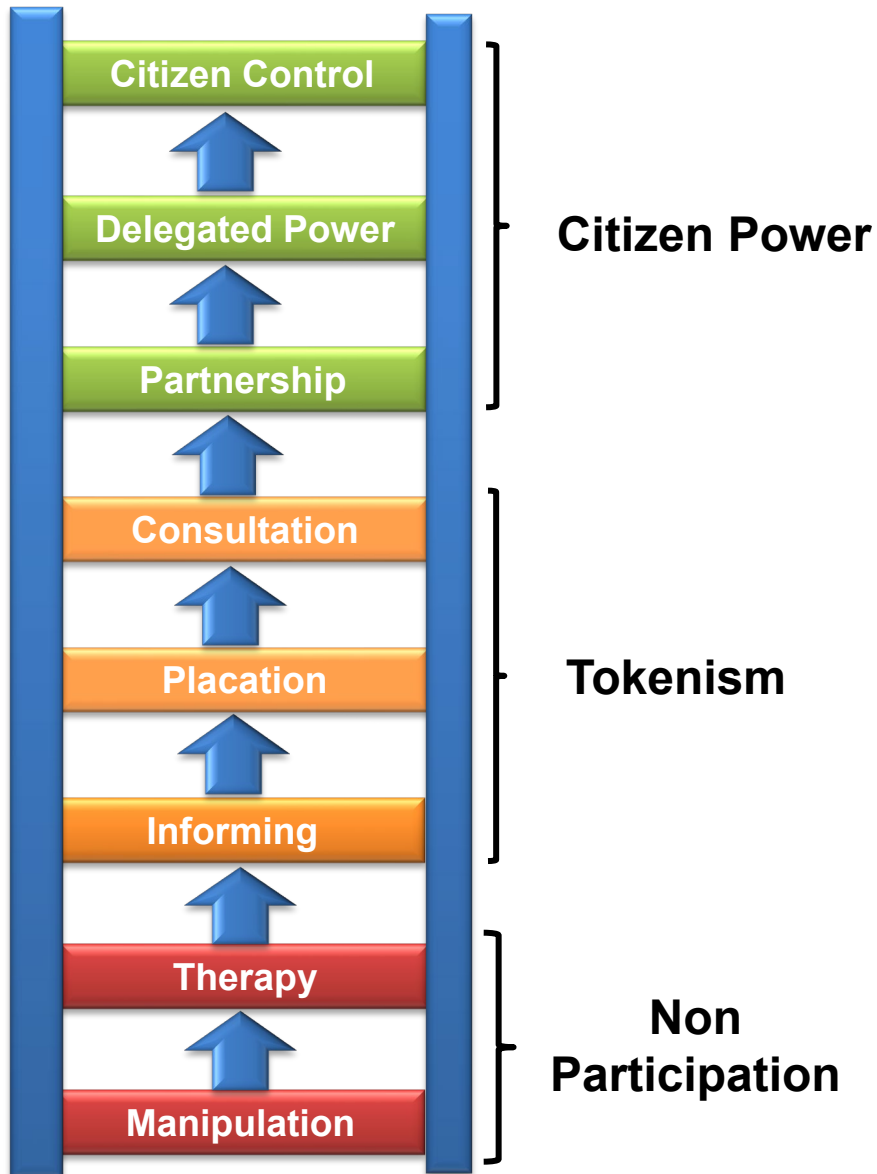 Citizen Control
Delegated Power
Partnership
Citizen Power
Consultation
Placation
Informing
Tokenism
Therapy
Manipulation
Non
Participation